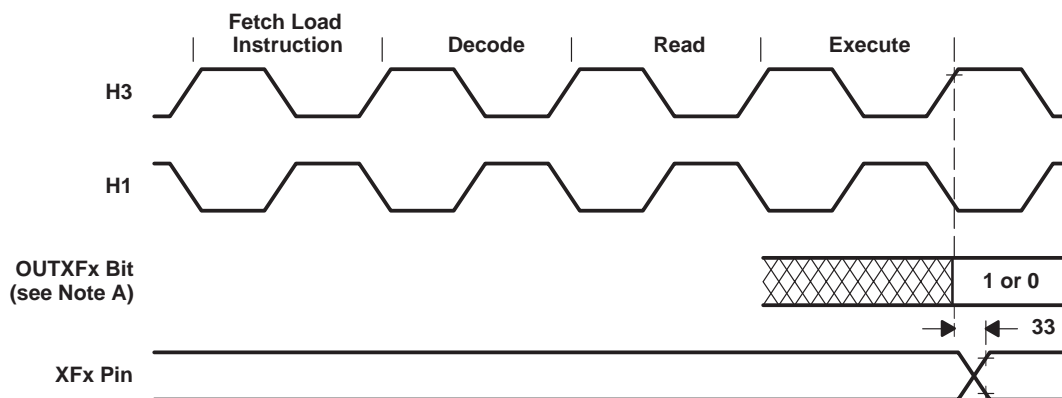 Fetch Load
Instruction
Decode
Read
Execute
H3
H1
OUTXFx Bit
(see Note A)
1 or 0
33
XFx Pin